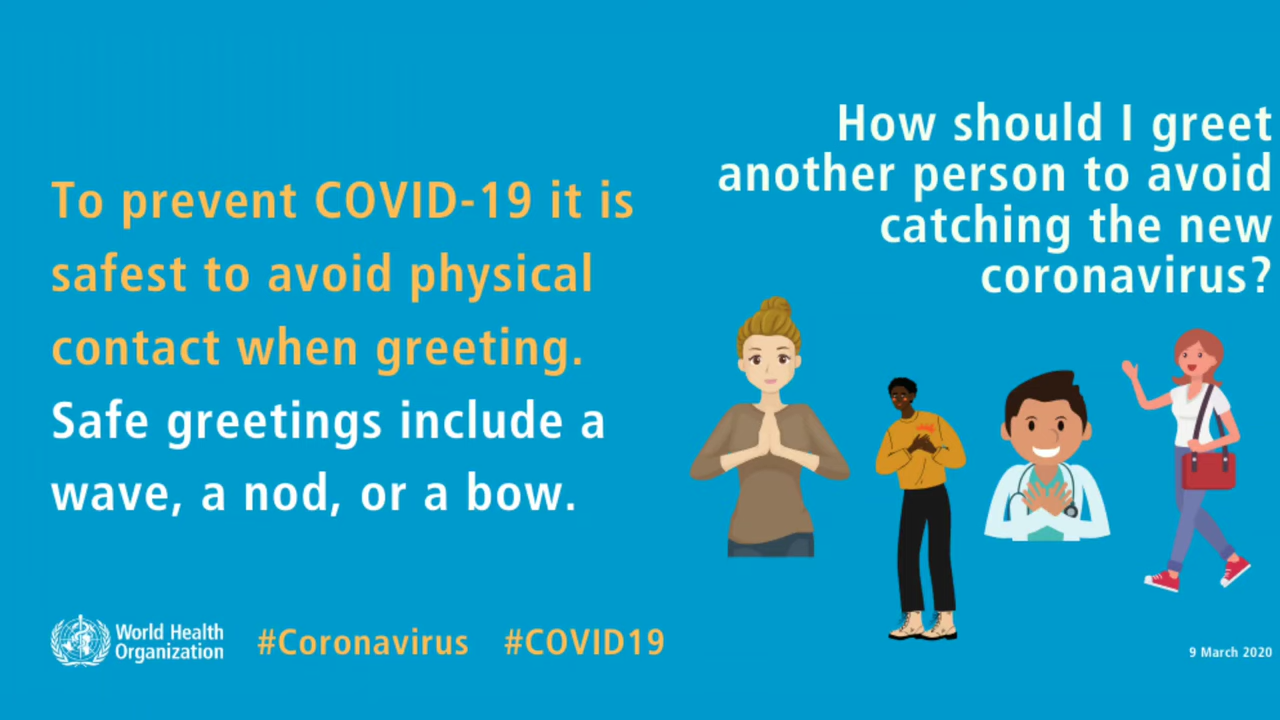 How should I greet
another person to avoid
catching the new
coronavirus?
To prevent COVID-19 it is
safest to avoid physical
contact when greeting.
Safe greetings include a
wave, a nod, or a bow.
World Health
Organization
#Coronavirus #COVID19
9 March 2020